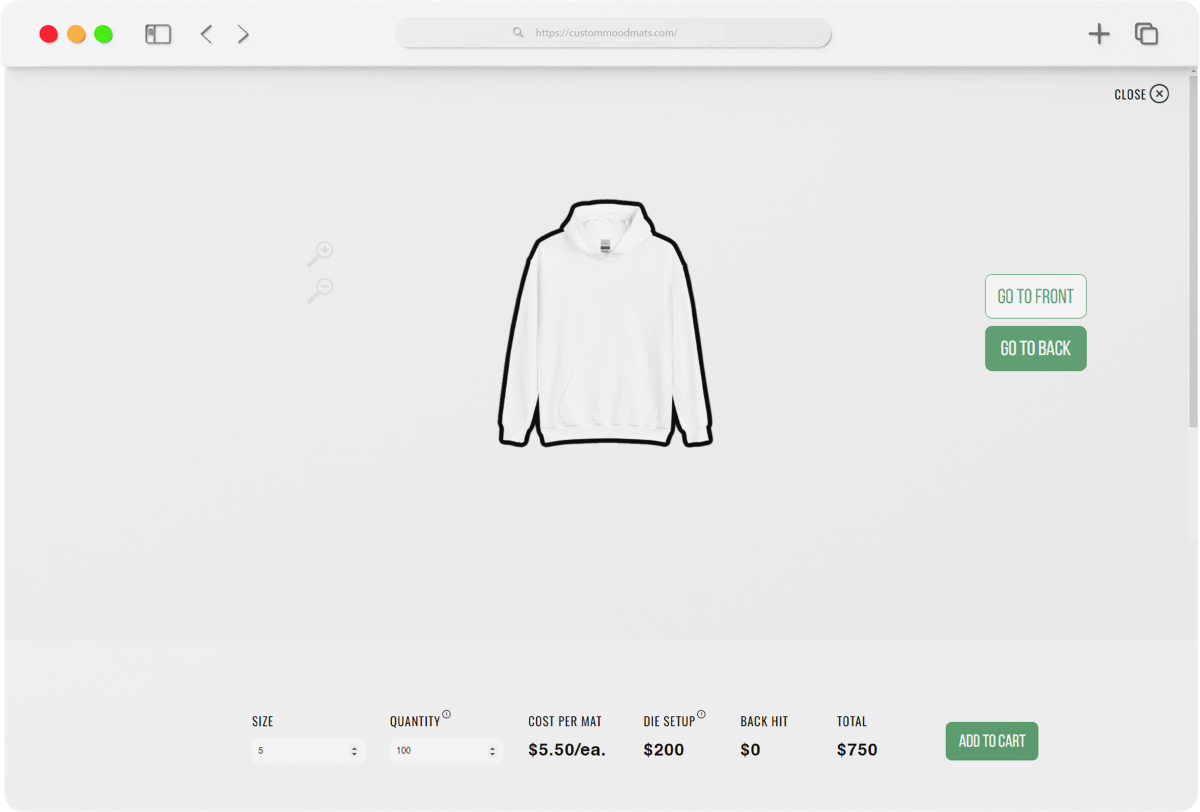 https://custommoodmats.com/
CLOSE
GO TO FRONT
GO TO BACK
SIZE
QUANTITY
COST PER MAT
DIE SETUP
BACK HIT
TOTAL
5
100
$5.50/ea.
$200
$0
$750
ADD TO CART